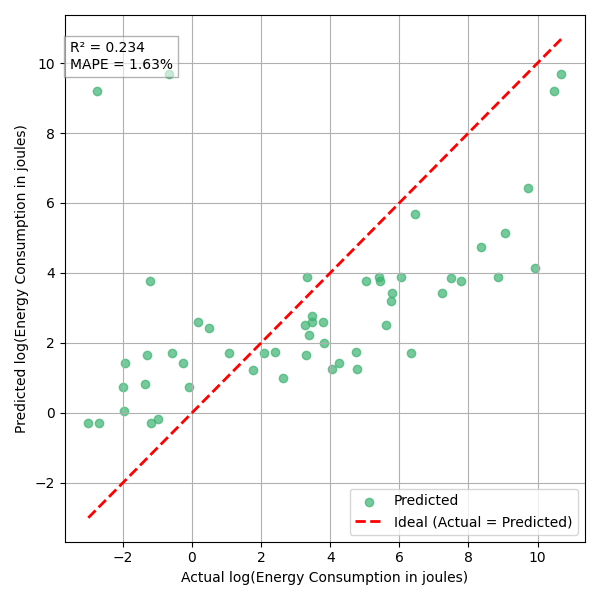 R² = 0.234
MAPE = 1.63%
10
8
6
4
2
0
−2
Predicted log(Energy Consumption in joules)
Predicted
Ideal (Actual = Predicted)
−2 0 2 4 6 8 10
Actual log(Energy Consumption in joules)